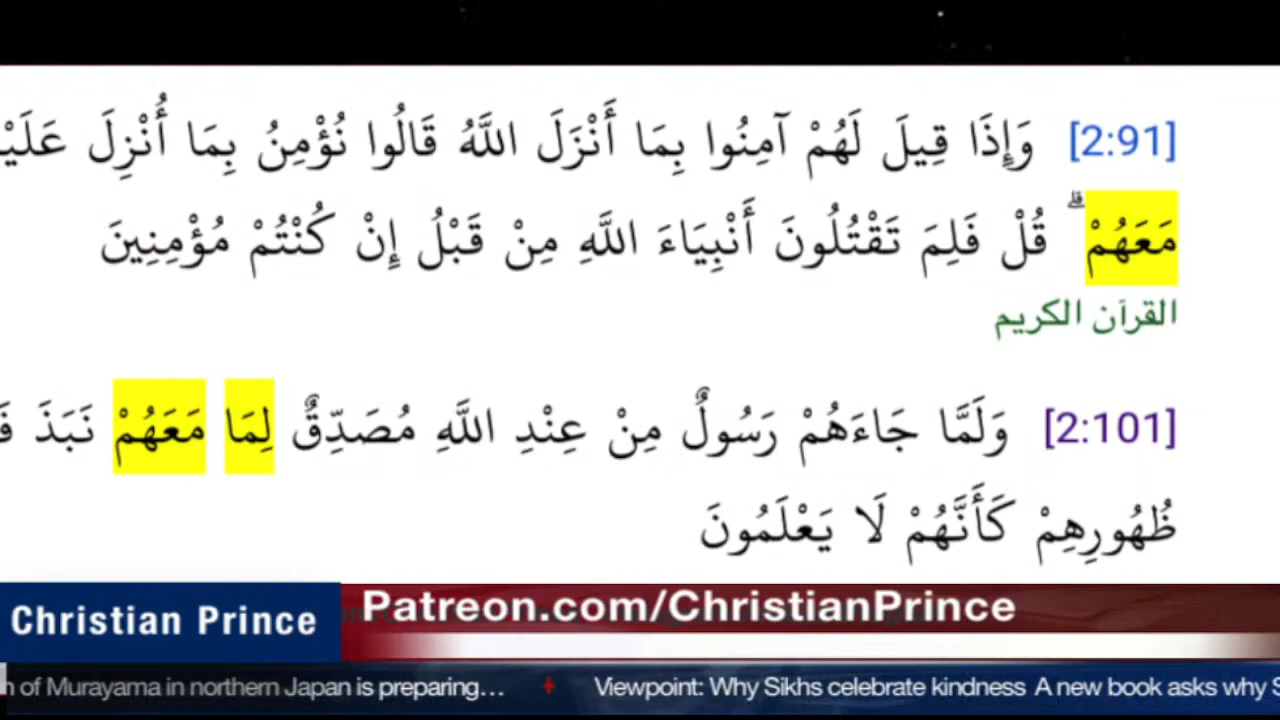 [2:91] وَإِذَا قِيلَ لَهُمْ آمِنُوا بِمَا أَنْزَلَ اللَّهُ قَالُوا نُؤْمِنُ بِمَا أُنْزِلَ
مَعَهُمْ ۗ قُلْ فَلِمَ تَقْتُلُونَ أَنْبِيَاءَ اللَّهِ مِنْ قَبْلُ إِنْ كُنْتُمْ مُؤْمِنِينَ
القرآن الكريم
[2:101] وَلَمَّا جَاءَهُمْ رَسُولٌ مِنْ عِنْدِ اللَّهِ مُصَدِّقٌ لِمَا مَعَهُمْ نَبَذَ
ظُهُورِهِمْ كَأَنَّهُمْ لَا يَعْلَمُونَ
Christian Prince
Patreon.com/ChristianPrince
of Murayama in northern Japan is preparing... Viewpoint: Why Sikhs celebrate kindness A new book asks why